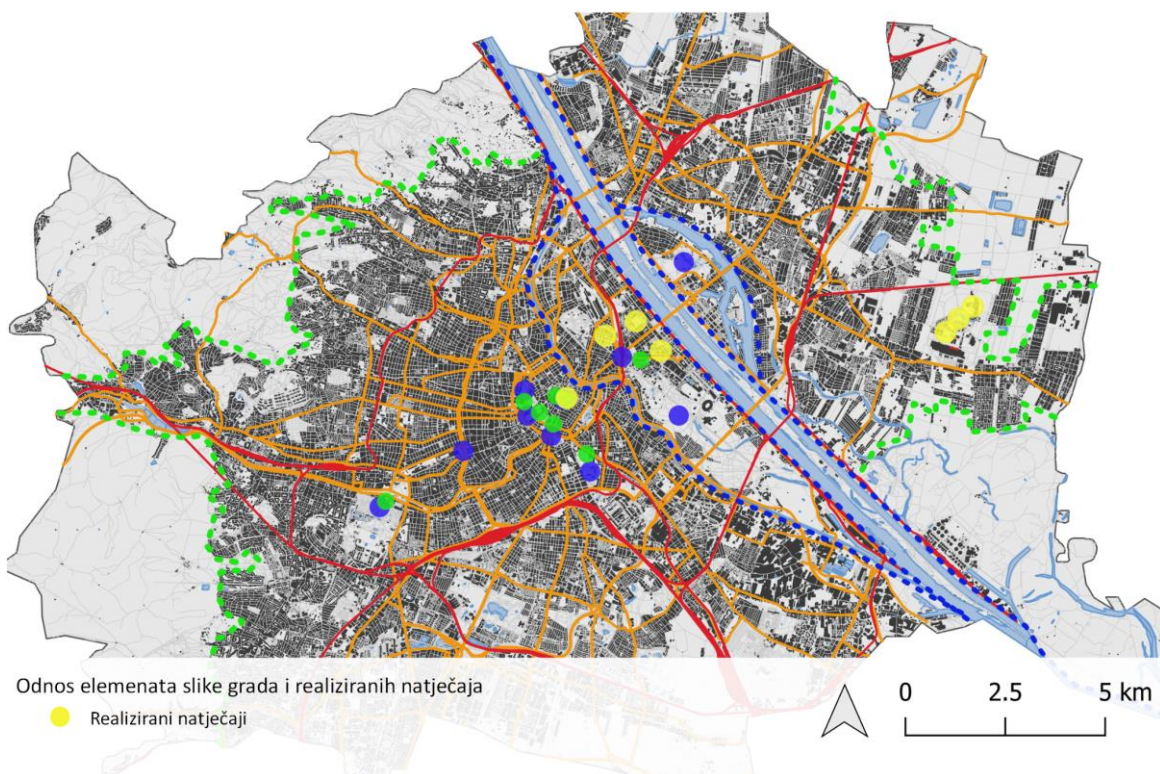 Odnos elemenata slike grada i realiziranih natječaja
Realizirani natječaji
0 2.5 5 km